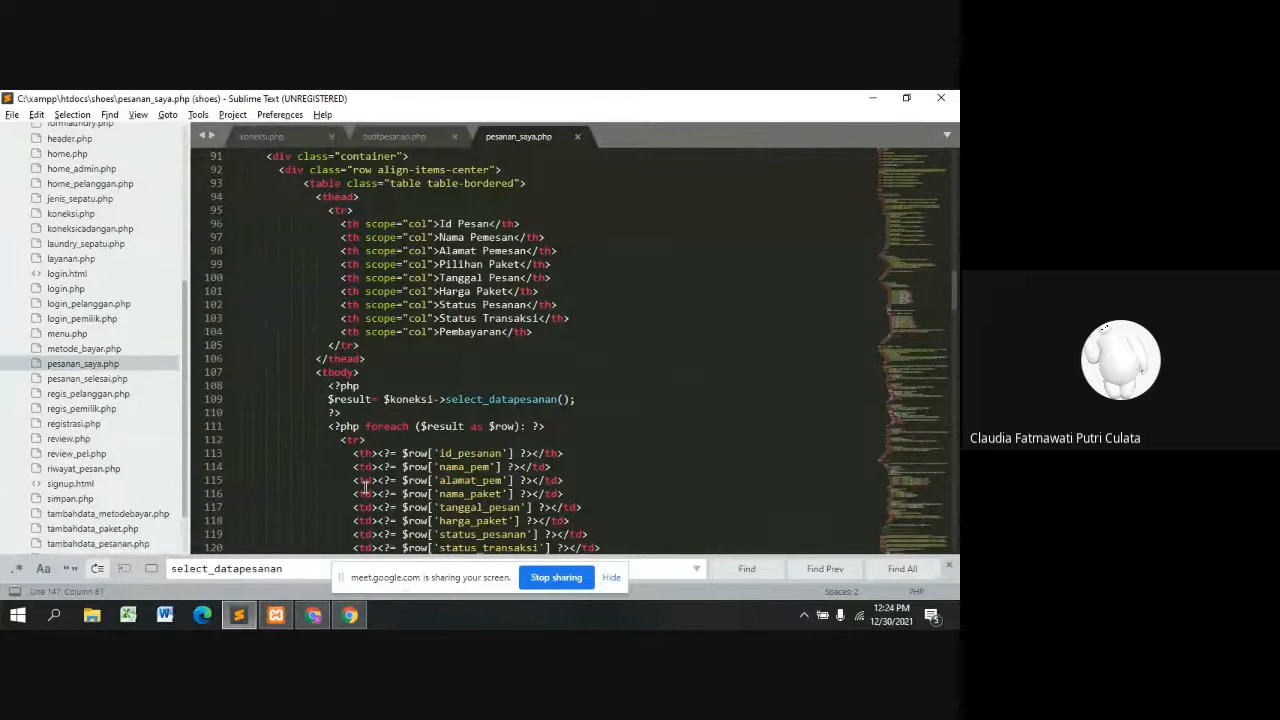 C:\xampp\htdocs\shoes\pesanan_saya.php (shoes) - Sublime Text (UNREGISTERED)
File Edit Selection Find View Goto Tools Project Preferences Help
koneksi.php
buatpesanan.php
pesanan_saya.php
header.php
home.php
home_admin.php
home_pelanggan.php
jenis_sepatu.php
koneksi.php
koneksicadangan.php
laundry_sepatu.php
layanan.php
login.html
login.php
login_pelanggan.php
login_pemilik.php
menu.php
metode_bayar.php
pesanan_saya.php
pesanan_selesai.php
regis_pelanggan.php
regis_pemilik.php
registrasi.php
review.php
review_pel.php
riwayat_pesan.php
signup.html
simpan.php
tambahdata_metodebayar.php
tambahdata_paket.php
tambahdata_pesanan.php
91 <div class="container">
92 <div class="row align-items-center">
93 <table class="table table-bordered">
94 <thead>
95 <tr>
96 <th scope="col">Id Pesan</th>
97 <th scope="col">Nama Pemesan</th>
98 <th scope="col">Alamat Pemesan</th>
99 <th scope="col">Pilihan Paket</th>
100 <th scope="col">Tanggal Pesan</th>
101 <th scope="col">Harga Paket</th>
102 <th scope="col">Status Pesanan</th>
103 <th scope="col">Status Transaksi</th>
104 <th scope="col">Pembayaran</th>
105 </tr>
106 </thead>
107 <tbody>
108 <?php
109 $result= $koneksi->select_datapesanan();
110 ?>
111 <?php foreach ($result as $row): ?>
112 <tr>
113 <th><?= $row['id_pesanan'] ?></th>
114 <td><?= $row['nama_pem'] ?></td>
115 <td><?= $row['alamat_pem'] ?></td>
116 <td><?= $row['nama_paket'] ?></td>
117 <td><?= $row['tanggal_pesan'] ?></td>
118 <td><?= $row['harga_paket'] ?></td>
119 <td><?= $row['status_pesanan'] ?></td>
120 <td><?= $row['status_transaksi'] ?></td>
.* Aa “” select_datapesanan Find Find Prev Find All
meet.google.com is sharing your screen. Stop sharing Hide
Line 147, Column 61 Spaces: 2 PHP
12:24 PM
12/30/2021
5
Claudia Fatmawati Putri Culata